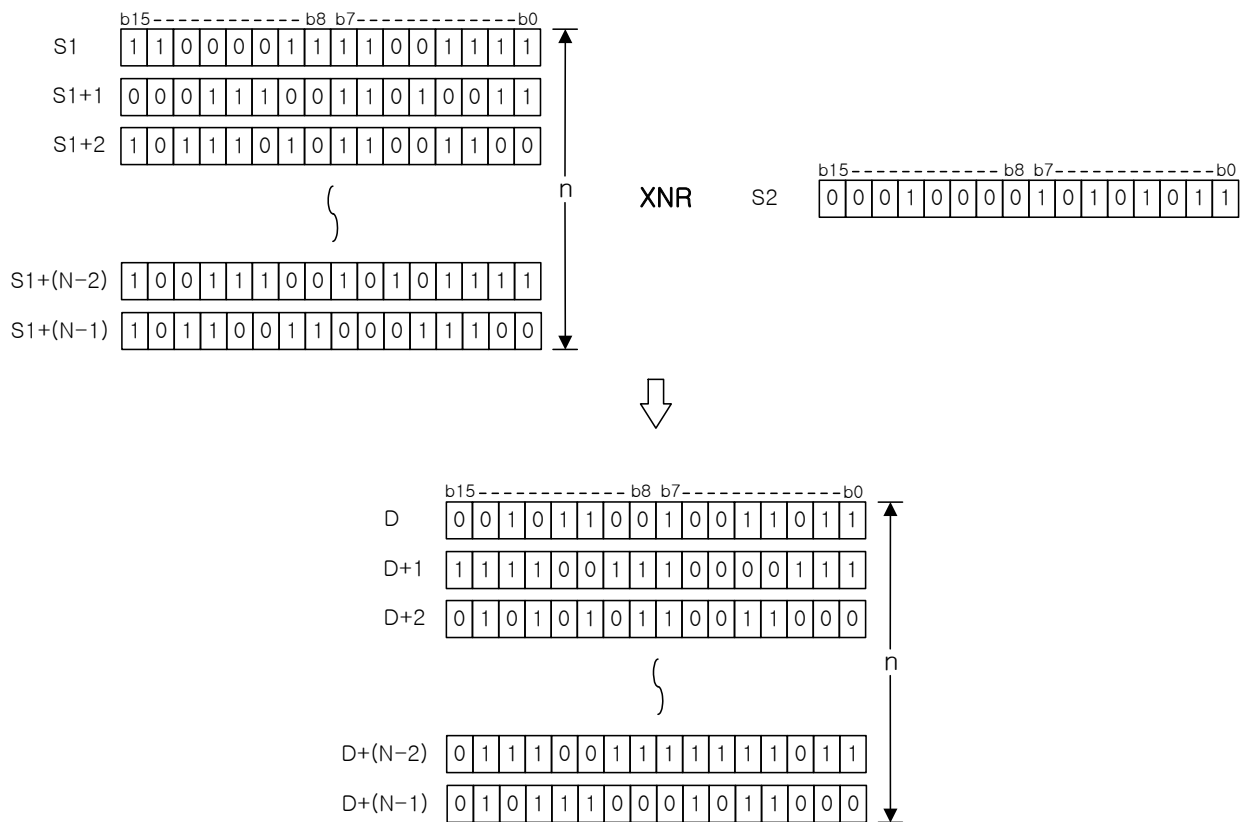 b15 b8 b7 b0
S1 1 1 0 0 0 0 1 1 1 1 0 0 1 1 1 1
S1+1 0 0 0 1 1 1 0 0 1 1 0 1 0 0 1 1
S1+2 1 0 1 1 1 0 1 0 1 1 0 0 1 1 0 0
n
XNR
S2
b15 b8 b7 b0
0 0 0 1 0 0 0 0 1 0 1 0 1 0 1 1
S1+(N-2) 1 0 0 1 1 1 0 0 1 0 1 0 1 1 1 1
S1+(N-1) 1 0 1 1 0 0 1 1 0 0 0 1 1 1 0 0
b15 b8 b7 b0
D 0 0 1 0 1 1 0 0 1 0 0 1 1 0 1 1
D+1 1 1 1 1 0 0 1 1 1 0 0 0 0 1 1 1
D+2 0 1 0 1 0 1 0 1 1 0 0 1 1 0 0 0
n
D+(N-2) 0 1 1 1 0 0 1 1 1 1 1 1 1 0 1 1
D+(N-1) 0 1 0 1 1 1 0 0 0 1 0 1 1 0 0 0